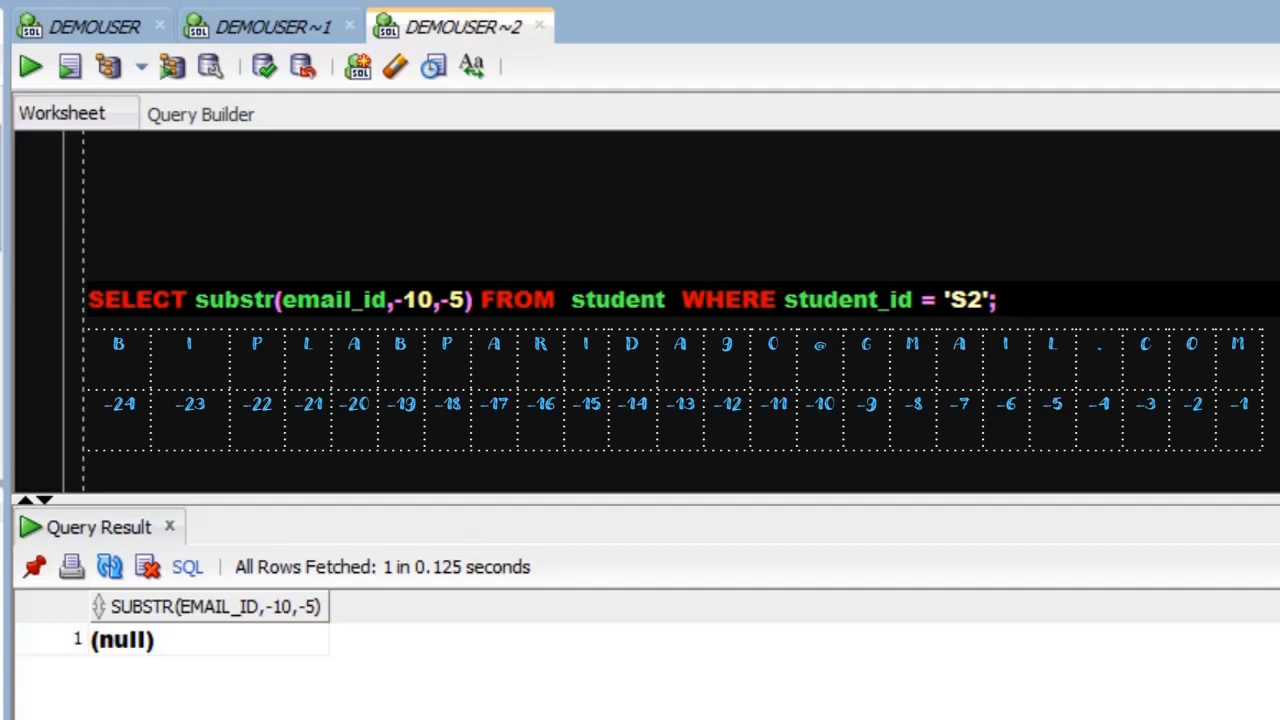 DEMOUSER DEMOUSER~1 DEMOUSER~2
Worksheet Query Builder
SELECT substr(email_id,-10,-5) FROM student WHERE student_id = 'S2';
B I P L A B P A R I D A 9 0 @ G M A I L . C O M
-24 -23 -22 -21 -20 -19 -18 -17 -16 -15 -14 -13 -12 -11 -10 -9 -8 -7 -6 -5 -4 -3 -2 -1
Query Result x
SQL | All Rows Fetched: 1 in 0.125 seconds
SUBSTR(EMAIL_ID,-10,-5)
1 (null)